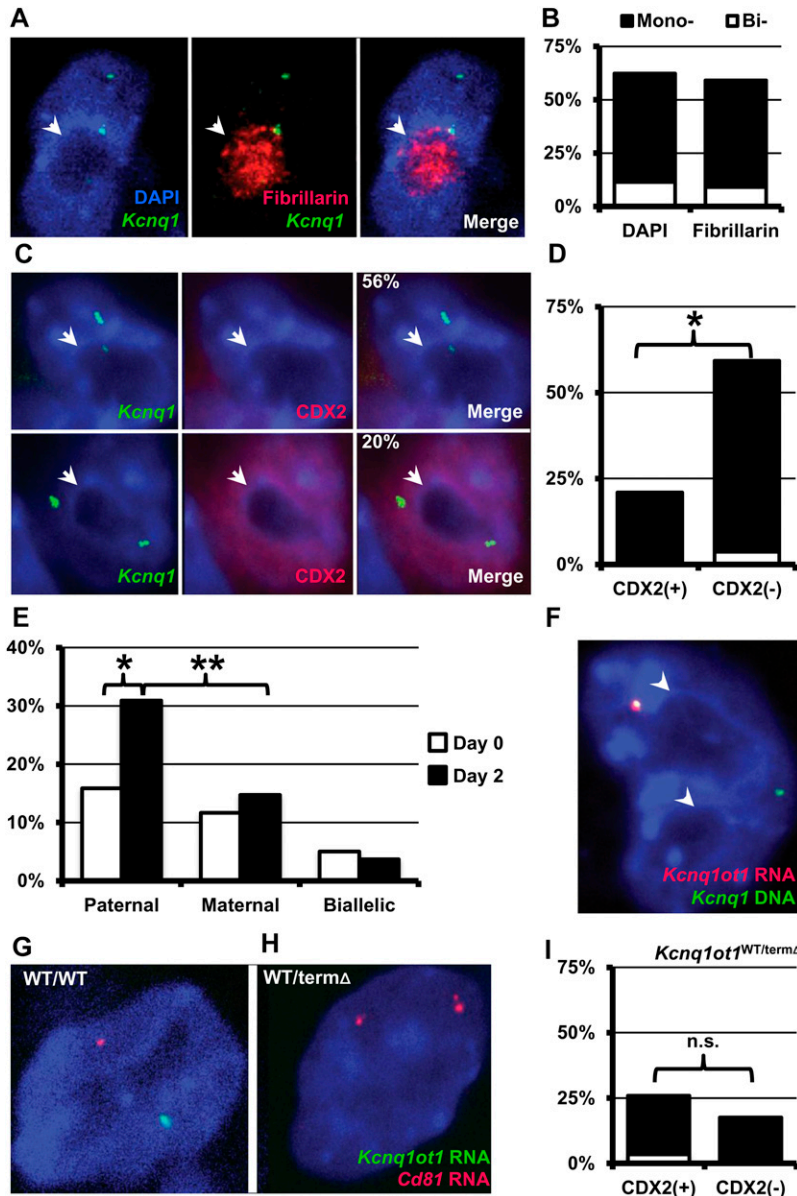 A
DAPI
Kcnq1
Fibrillarin
Kcnq1
Merge
B
Mono- Bi-
75%
50%
25%
0%
DAPI Fibrillarin
C
Kcnq1
CDX2
56%
Merge
Kcnq1
CDX2
20%
Merge
D
75%
*
50%
25%
0%
CDX2(+) CDX2(-)
E
40%
* **
30%
20%
10%
0%
Paternal Maternal Biallelic
Day 0
Day 2
F
Kcnq1ot1 RNA
Kcnq1 DNA
G
WT/WT
H
WT/termΔ
Kcnq1ot1 RNA
Cd81 RNA
I
Kcnq1ot1WT/termΔ
75%
50%
n.s.
25%
0%
CDX2(+) CDX2(-)